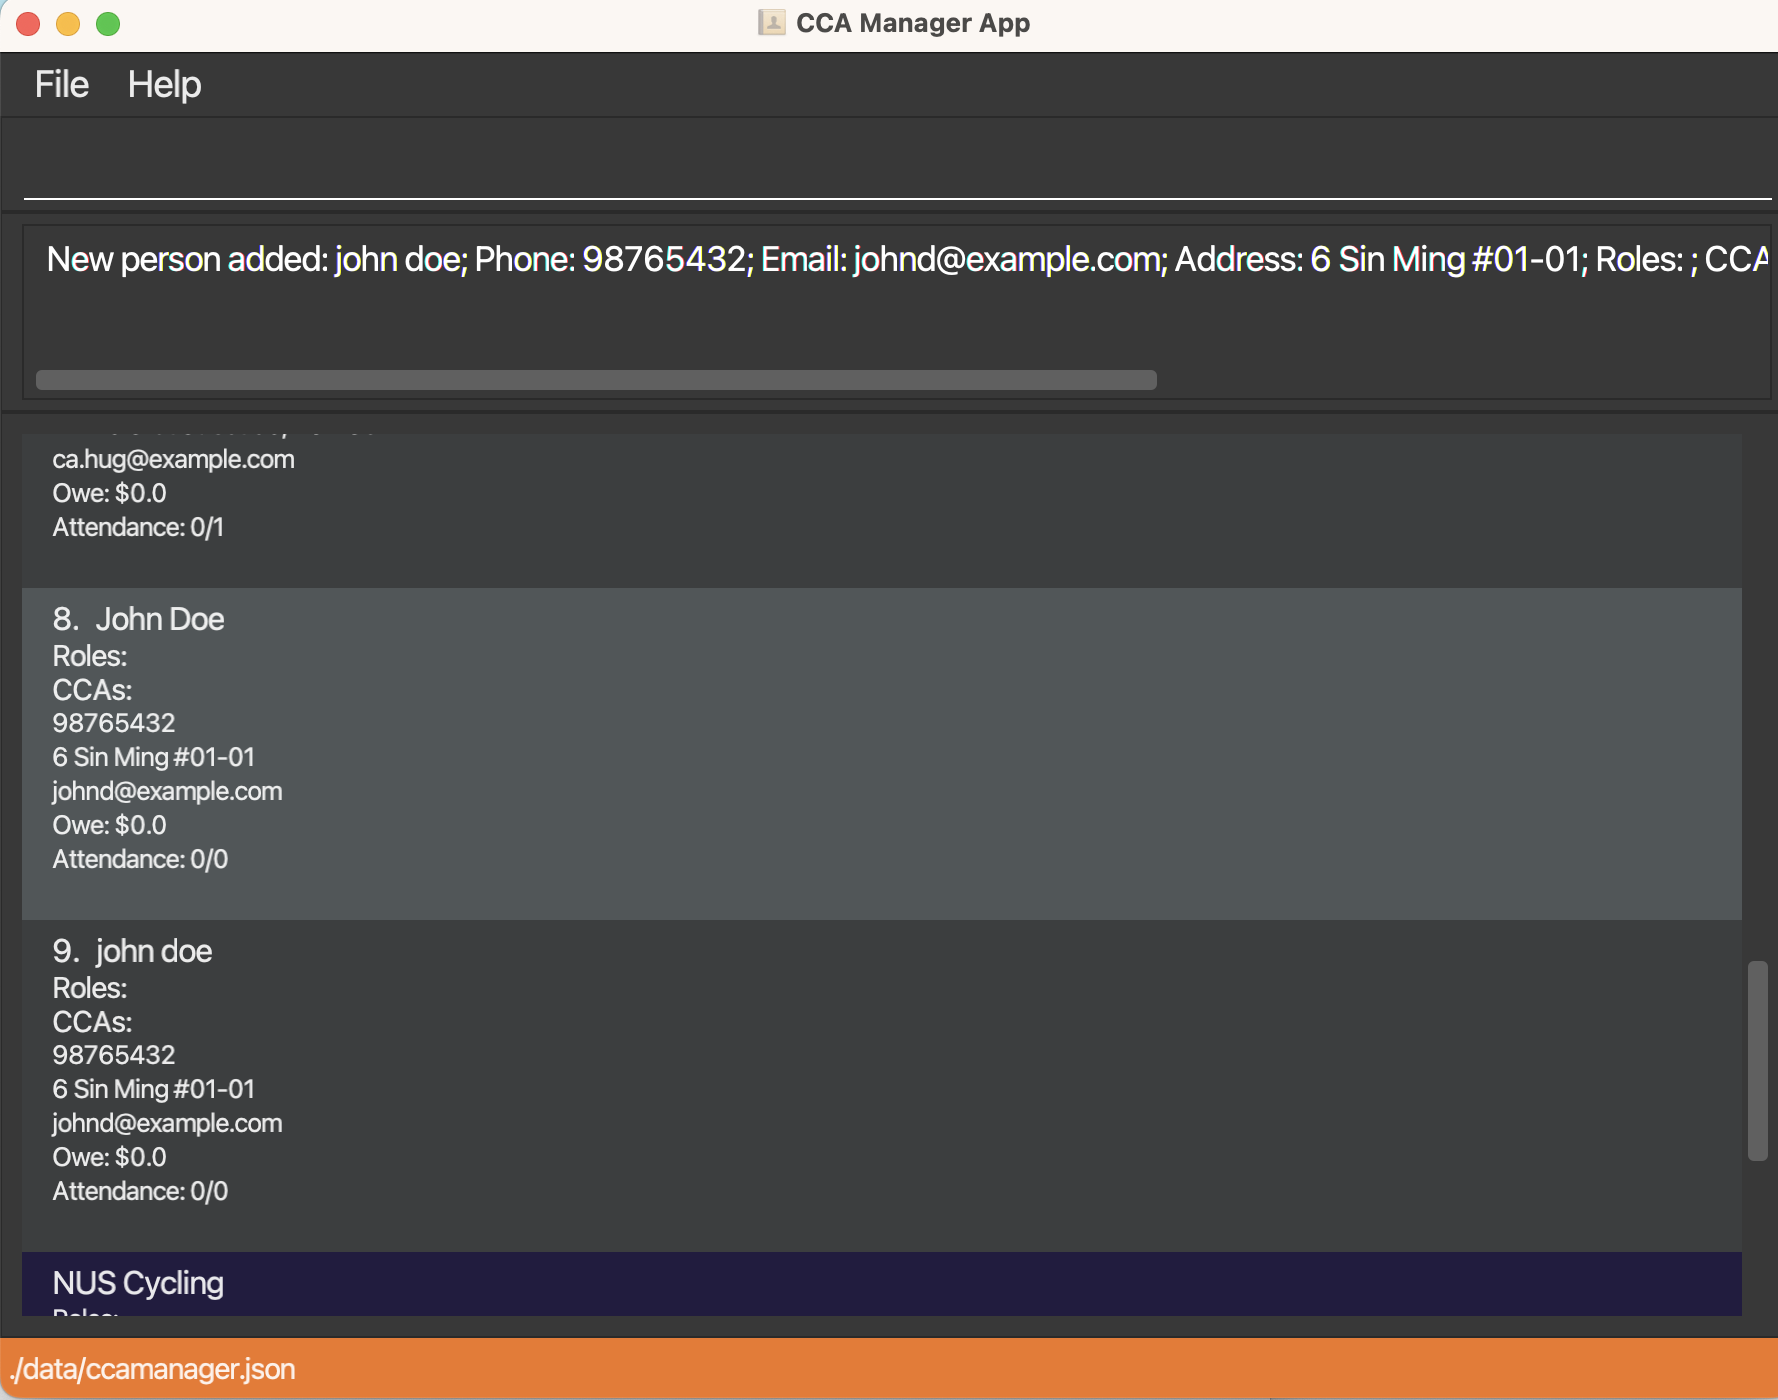 CCA Manager App
File Help
New person added: john doe; Phone: 98765432; Email: johnd@example.com; Address: 6 Sin Ming #01-01; Roles: ; CCA
ca.hug@example.com
Owe: $0.0
Attendance: 0/1
8. John Doe
Roles:
CCAs:
98765432
6 Sin Ming #01-01
johnd@example.com
Owe: $0.0
Attendance: 0/0
9. john doe
Roles:
CCAs:
98765432
6 Sin Ming #01-01
johnd@example.com
Owe: $0.0
Attendance: 0/0
NUS Cycling
Roles:
./data/ccamanager.json